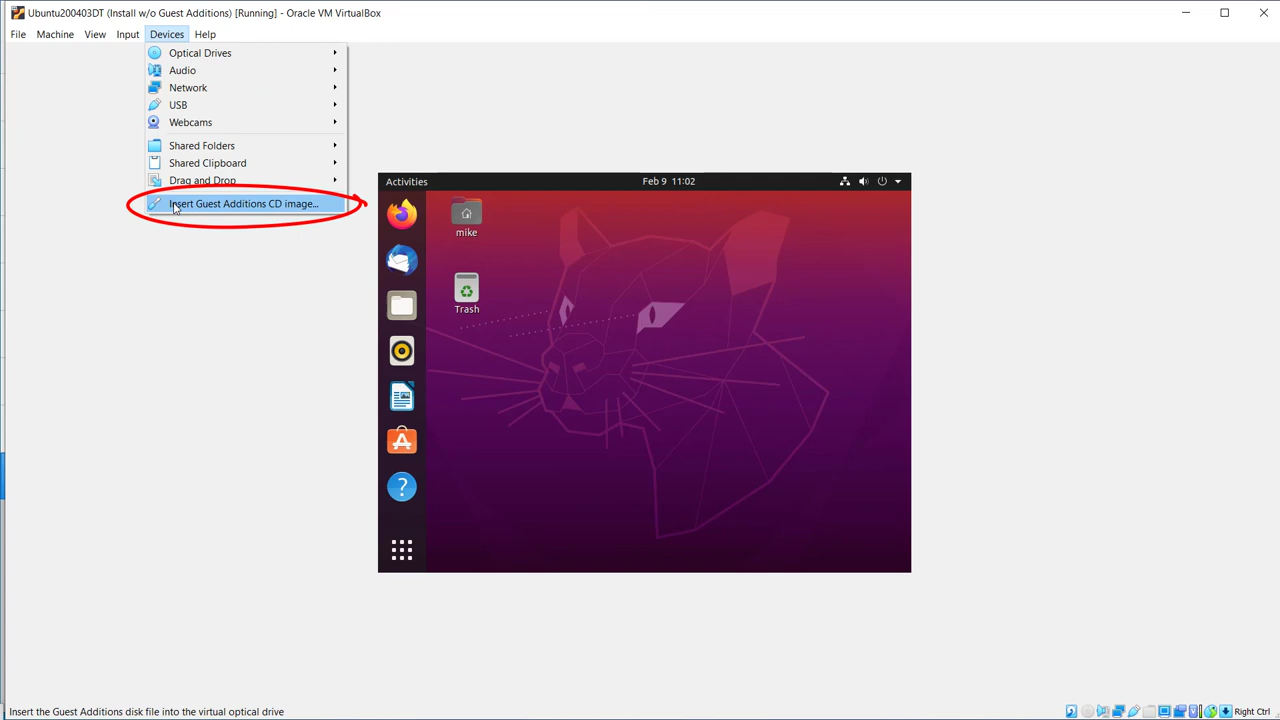 Ubuntu200403DT (Install w/o Guest Additions) [Running] - Oracle VM VirtualBox
File Machine View Input Devices Help
Optical Drives
Audio
Network
USB
Webcams
Shared Folders
Shared Clipboard
Drag and Drop
Insert Guest Additions CD image...
Activities Feb 9 11:02
mike
Trash
Insert the Guest Additions disk file into the virtual optical drive Right Ctrl